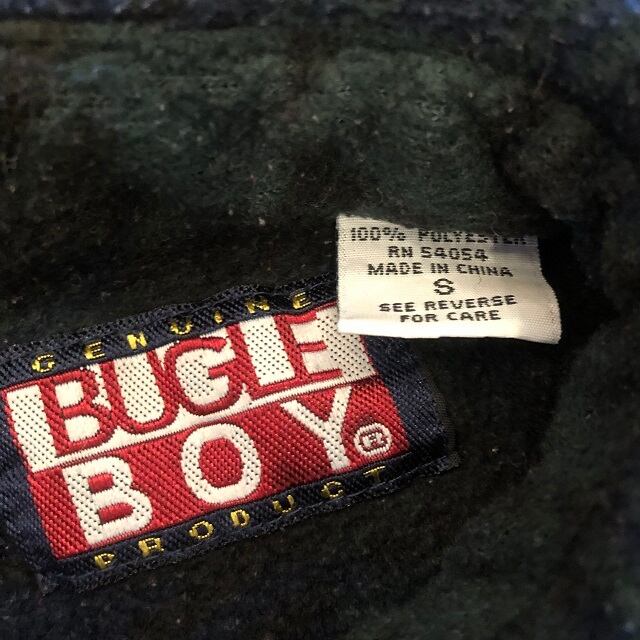 100% POLYESTER
RN 54054
MADE IN CHINA
S
SEE REVERSE
FOR CARE
GENUINE
BUGLE
BOY
PRODUCT